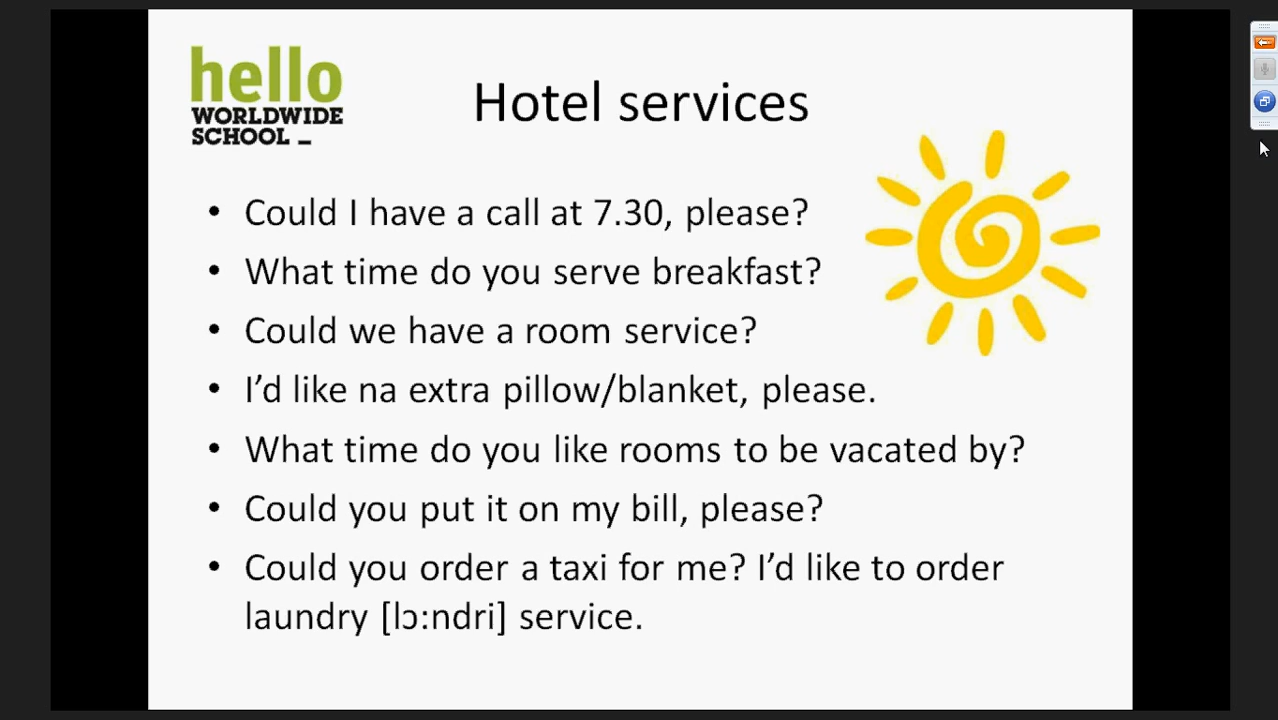 hello
WORLDWIDE
SCHOOL _
Hotel services
• Could I have a call at 7.30, please?
• What time do you serve breakfast?
• Could we have a room service?
• I’d like na extra pillow/blanket, please.
• What time do you like rooms to be vacated by?
• Could you put it on my bill, please?
• Could you order a taxi for me? I’d like to order
laundry [lɔ:ndri] service.